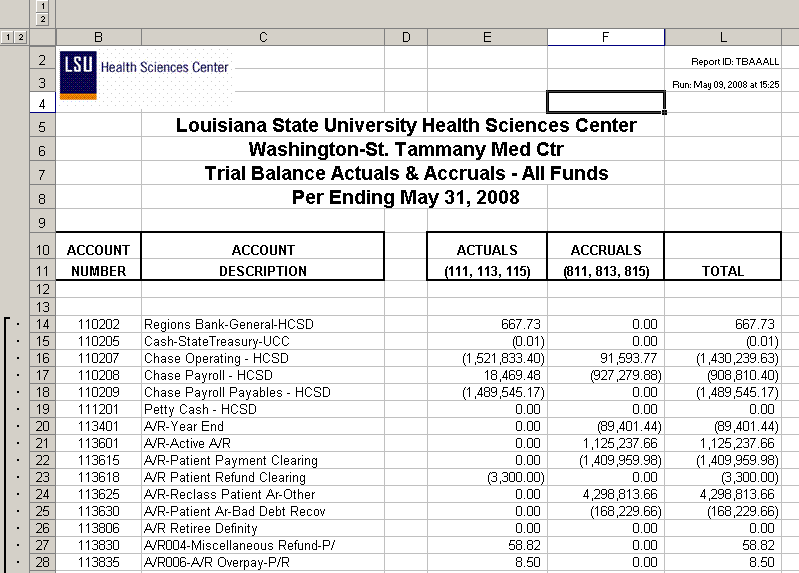 1
2
1 2 B C D E F L
2 LSU Health Sciences Center Report ID: TBAAALL
3 Run: May 09, 2008 at 15:25
4
5 Louisiana State University Health Sciences Center
6 Washington-St. Tammany Med Ctr
7 Trial Balance Actuals & Accruals - All Funds
8 Per Ending May 31, 2008
9
10 ACCOUNT ACCOUNT ACTUALS ACCRUALS
11 NUMBER DESCRIPTION (111, 113, 115) (811, 813, 815) TOTAL
12
13
14 110202 Regions Bank-General-HCSD 667.73 0.00 667.73
15 110205 Cash-StateTreasury-UCC (0.01) 0.00 (0.01)
16 110207 Chase Operating - HCSD (1,521,833.40) 91,593.77 (1,430,239.63)
17 110208 Chase Payroll - HCSD 18,469.48 (927,279.88) (908,810.40)
18 110209 Chase Payroll Payables - HCSD (1,489,545.17) 0.00 (1,489,545.17)
19 111201 Petty Cash - HCSD 0.00 0.00 0.00
20 113401 A/R-Year End 0.00 (89,401.44) (89,401.44)
21 113601 A/R-Active A/R 0.00 1,125,237.66 1,125,237.66
22 113615 A/R-Patient Payment Clearing 0.00 (1,409,959.98) (1,409,959.98)
23 113618 A/R Patient Refund Clearing (3,300.00) 0.00 (3,300.00)
24 113625 A/R-Reclass Patient Ar-Other 0.00 4,298,813.66 4,298,813.66
25 113630 A/R-Patient Ar-Bad Debt Recov 0.00 (168,229.66) (168,229.66)
26 113806 A/R Retiree Definity 0.00 0.00 0.00
27 113830 A/R004-Miscellaneous Refund-P/ 58.82 0.00 58.82
28 113835 A/R006-A/R Overpay-P/R 8.50 0.00 8.50